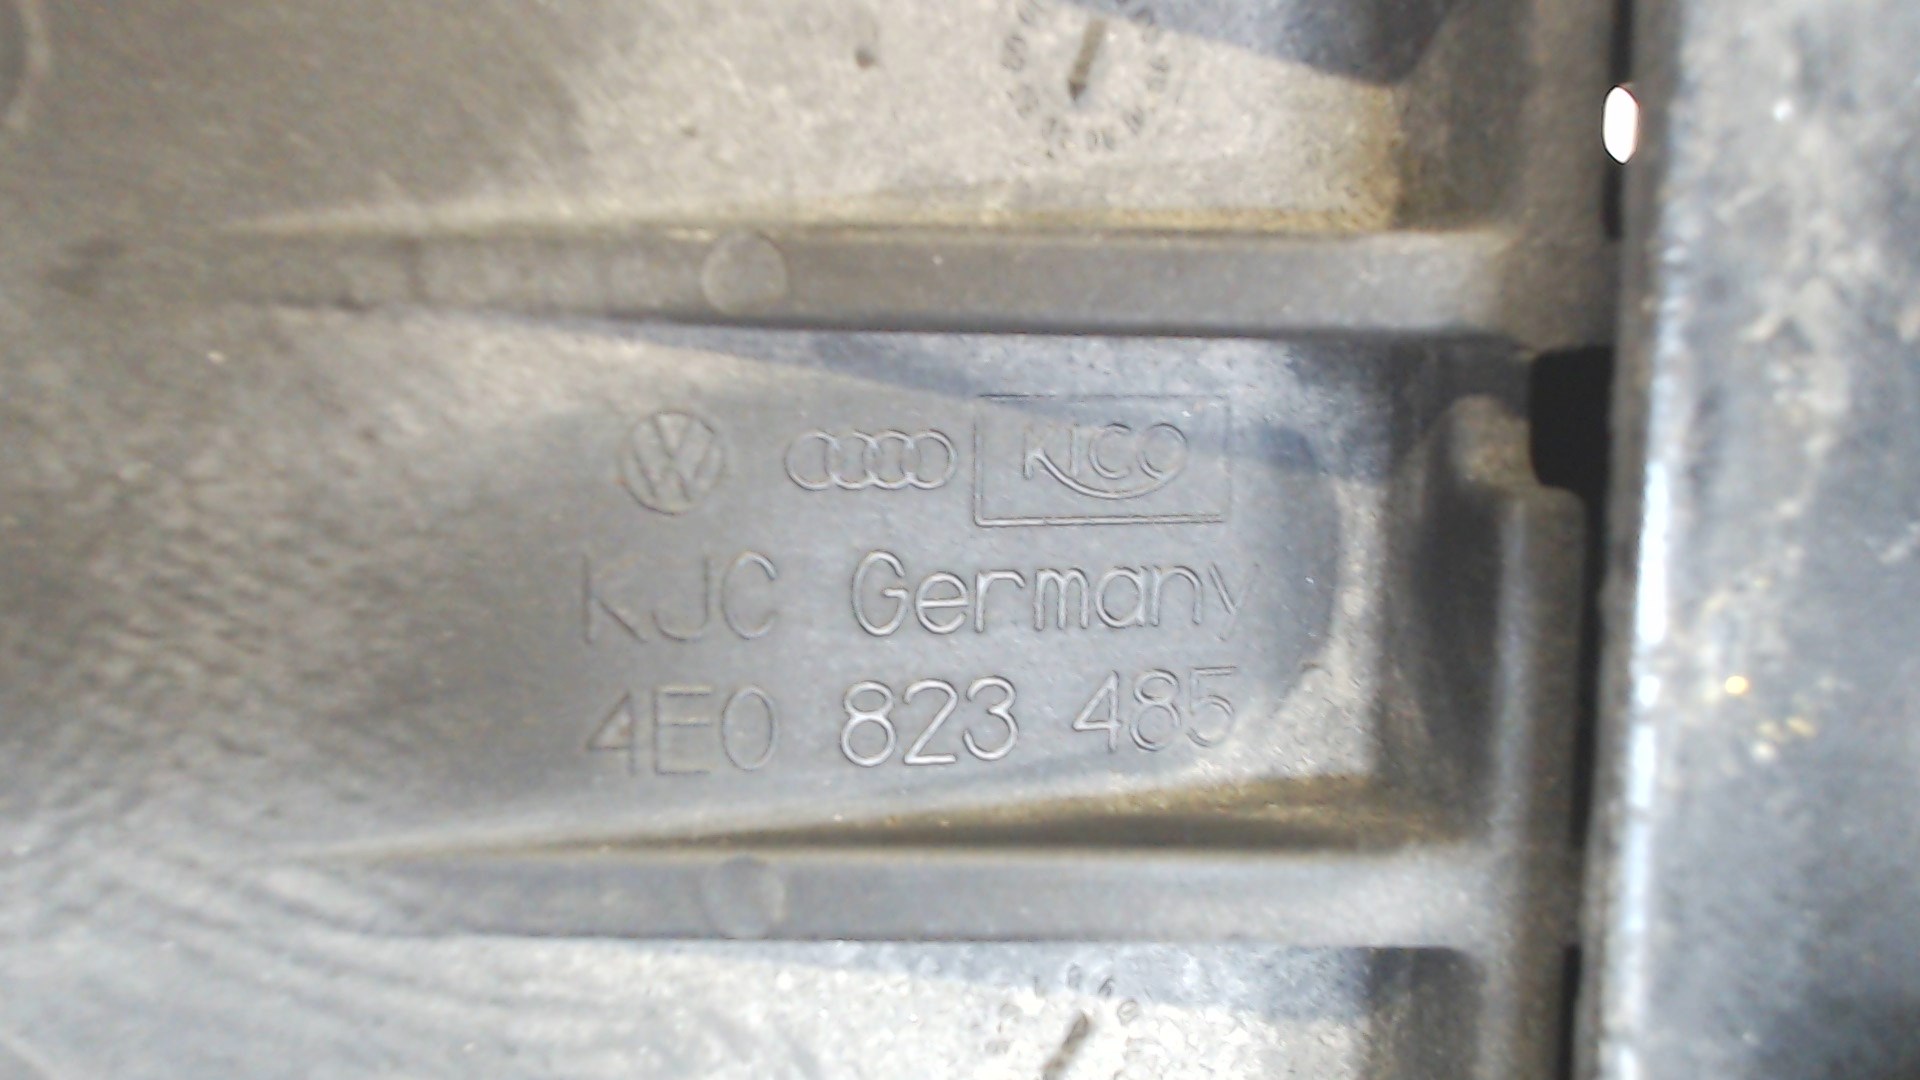 KICO
KJC Germany
4E0 823 485